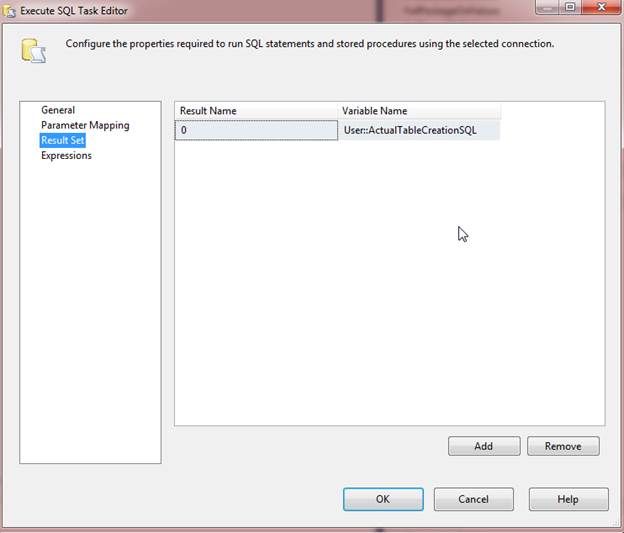 Execute SQL Task Editor
Configure the properties required to run SQL statements and stored procedures using the selected connection.
General
Parameter Mapping
Result Set
Expressions
Result Name Variable Name
0 User::ActualTableCreationSQL
Add Remove
OK Cancel Help